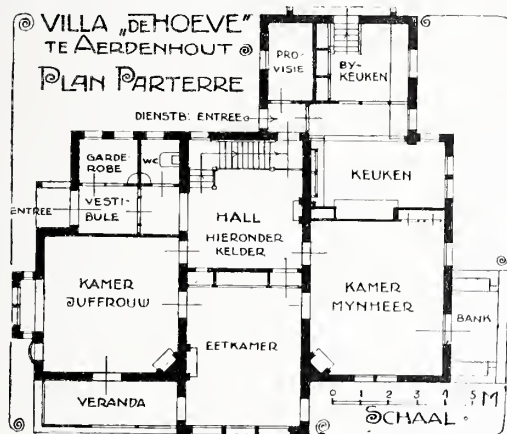 VILLA „DE HOEVE"
TE AERDENHOUT
PLAN PARTERRE
PRO-
VISIE
BY-
KEUKEN
DIENSTB: ENTREE
GARDE-
ROBE
WC
KEUKEN
ENTREE
VESTI-
BULE
HALL
HIERONDER
KELDER
KAMER
JUFFROUW
KAMER
MYNHEER
BANK
EETKAMER
VERANDA
0 1 2 3 4 5 M
SCHAAL